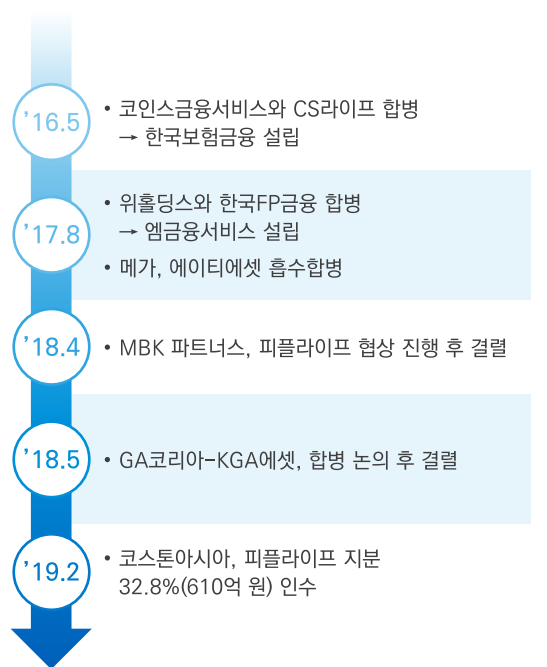 ’16.5
• 코인스금융서비스와 CS라이프 합병
→ 한국보험금융 설립
’17.8
• 위홀딩스와 한국FP금융 합병
→ 엠금융서비스 설립
• 메가, 에이티에셋 흡수합병
’18.4
• MBK 파트너스, 피플라이프 협상 진행 후 결렬
’18.5
• GA코리아-KGA에셋, 합병 논의 후 결렬
’19.2
• 코스톤아시아, 피플라이프 지분
32.8%(610억 원) 인수